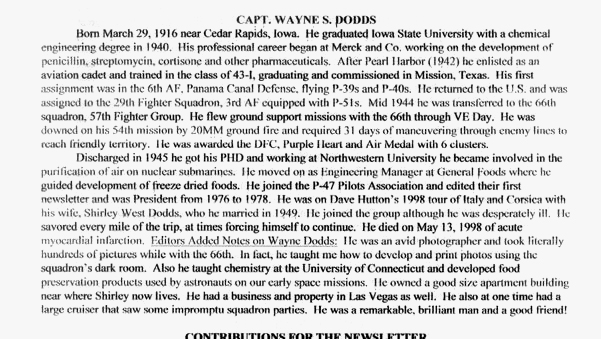 CAPT. WAYNE S. DODDS
Born March 29, 1916 near Cedar Rapids, Iowa. He graduated Iowa State University with a chemical
engineering degree in 1940. His professional career began at Merck and Co. working on the development of
penicillin, streptomycin, cortisone and other pharmaceuticals. After Pearl Harbor (1942) he enlisted as an
aviation cadet and trained in the class of 43-I, graduating and commissioned in Mission, Texas. His first
assignment was in the 6th AF, Panama Canal Defense, flying P-39s and P-40s. He returned to the U.S. and was
assigned to the 29th Fighter Squadron, 3rd AF equipped with P-51s. Mid 1944 he was transferred to the 66th
squadron, 57th Fighter Group. He flew ground support missions with the 66th through VE Day. He was
downed on his 54th mission by 20MM ground fire and required 31 days of maneuvering through enemy lines to
reach friendly territory. He was awarded the DFC, Purple Heart and Air Medal with 6 clusters.
Discharged in 1945 he got his PHD and working at Northwestern University he became involved in the
purification of air on nuclear submarines. He moved on as Engineering Manager at General Foods where he
guided development of freeze dried foods. He joined the P-47 Pilots Association and edited their first
newsletter and was President from 1976 to 1978. He was on Dave Hutton's 1998 tour of Italy and Corsica with
his wife, Shirley West Dodds, who he married in 1949. He joined the group although he was desperately ill. He
savored every mile of the trip, at times forcing himself to continue. He died on May 13, 1998 of acute
myocardial infarction. Editors Added Notes on Wayne Dodds: He was an avid photographer and took literally
hundreds of pictures while with the 66th. In fact, he taught me how to develop and print photos using the
squadron's dark room. Also he taught chemistry at the University of Connecticut and developed food
preservation products used by astronauts on our early space missions. He owned a good size apartment building
near where Shirley now lives. He had a business and property in Las Vegas as well. He also at one time had a
large cruiser that saw some impromptu squadron parties. He was a remarkable, brilliant man and a good friend!
CONTRIBUTIONS FOR THE NEWSLETTER